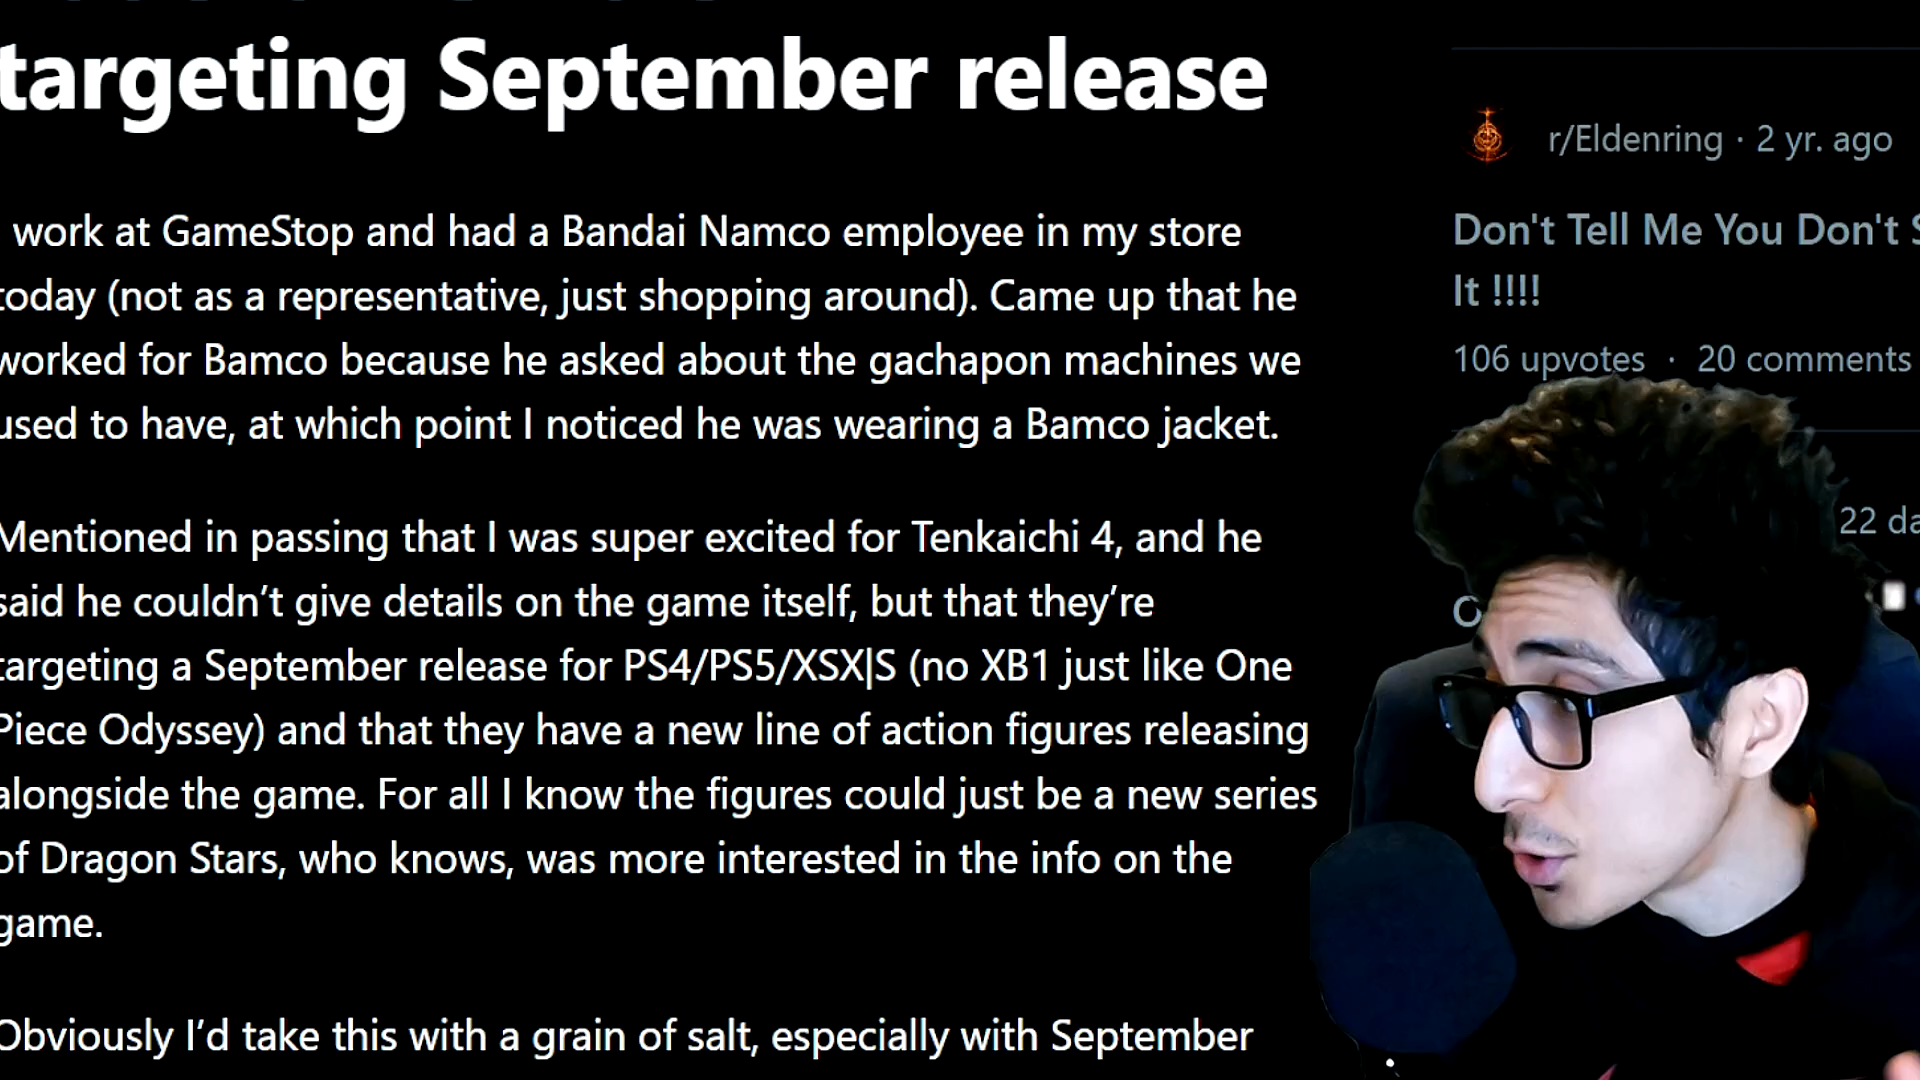 targeting September release
work at GameStop and had a Bandai Namco employee in my store
today (not as a representative, just shopping around). Came up that he
worked for Bamco because he asked about the gachapon machines we
used to have, at which point I noticed he was wearing a Bamco jacket.
Mentioned in passing that I was super excited for Tenkaichi 4, and he
said he couldn’t give details on the game itself, but that they’re
targeting a September release for PS4/PS5/XSX|S (no XB1 just like One
Piece Odyssey) and that they have a new line of action figures releasing
alongside the game. For all I know the figures could just be a new series
of Dragon Stars, who knows, was more interested in the info on the
game.
Obviously I’d take this with a grain of salt, especially with September
r/Eldenring · 2 yr. ago
Don't Tell Me You Don't
It !!!!
106 upvotes · 20 comments
22